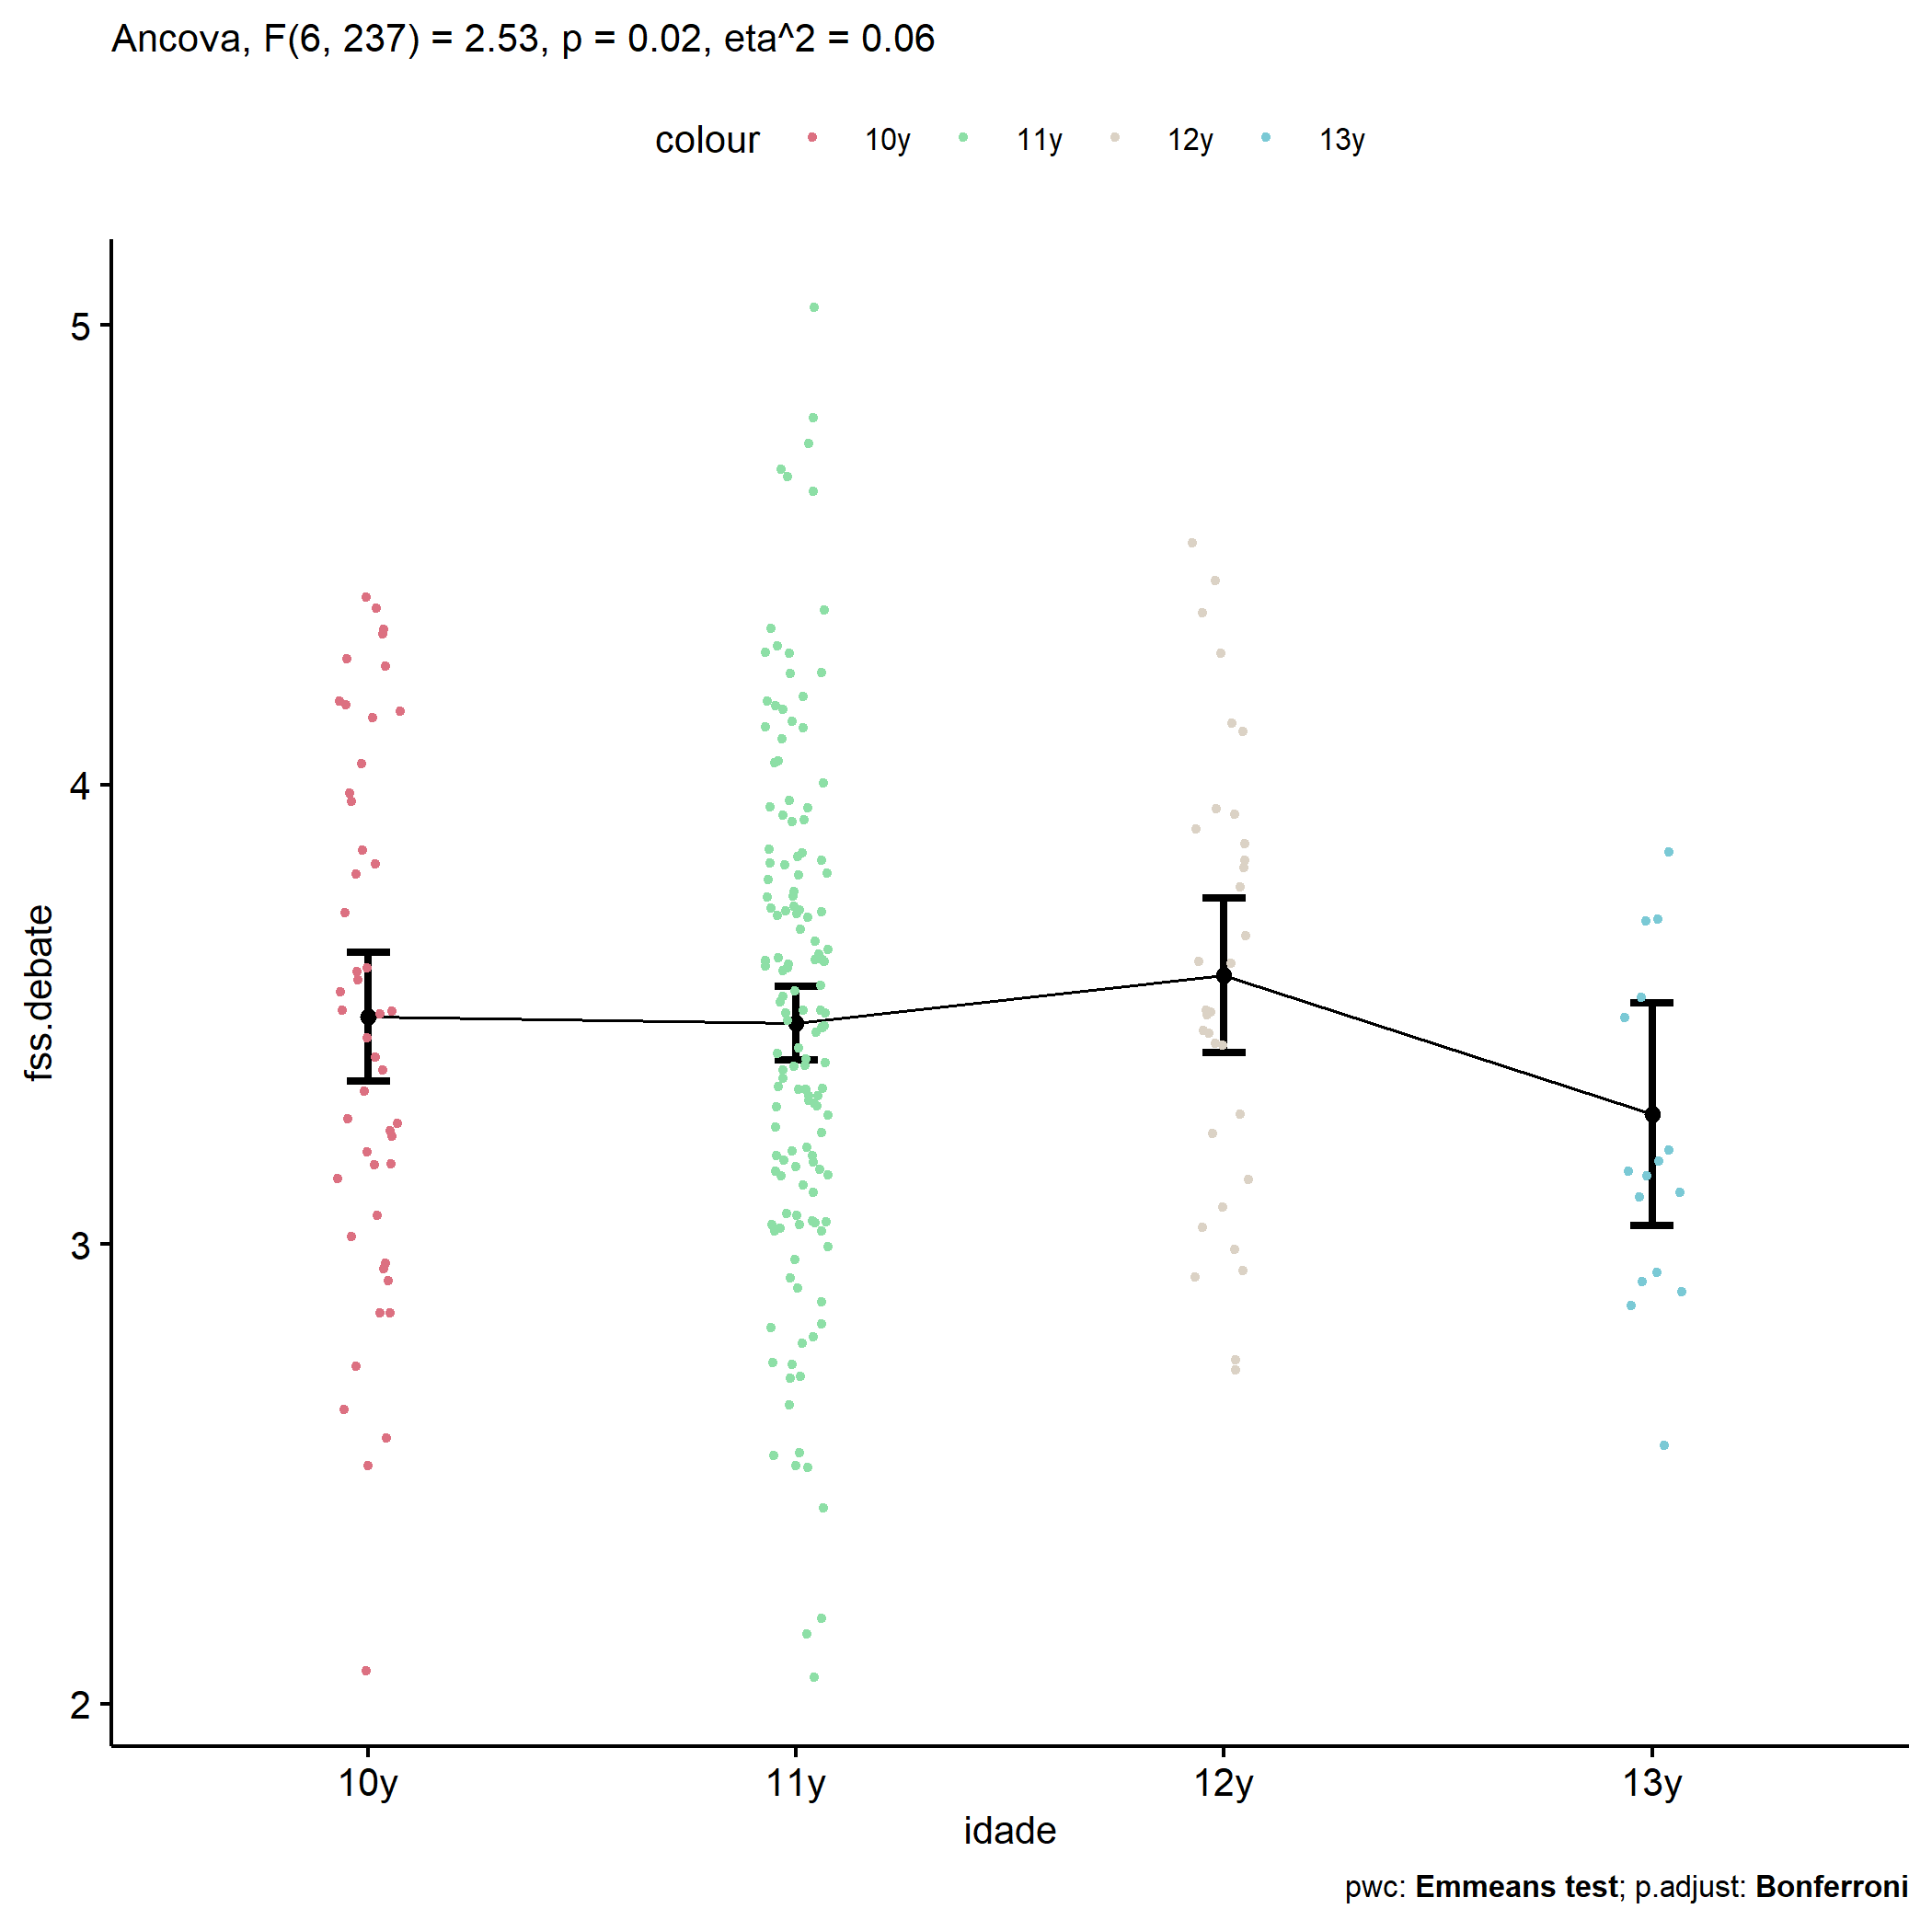 Ancova, F(6, 237) = 2.53, p = 0.02, eta^2 = 0.06
colour 10y 11y 12y 13y
5
4
3
2
fss.debate
10y 11y 12y 13y
idade
pwc: Emmeans test; p.adjust: Bonferroni